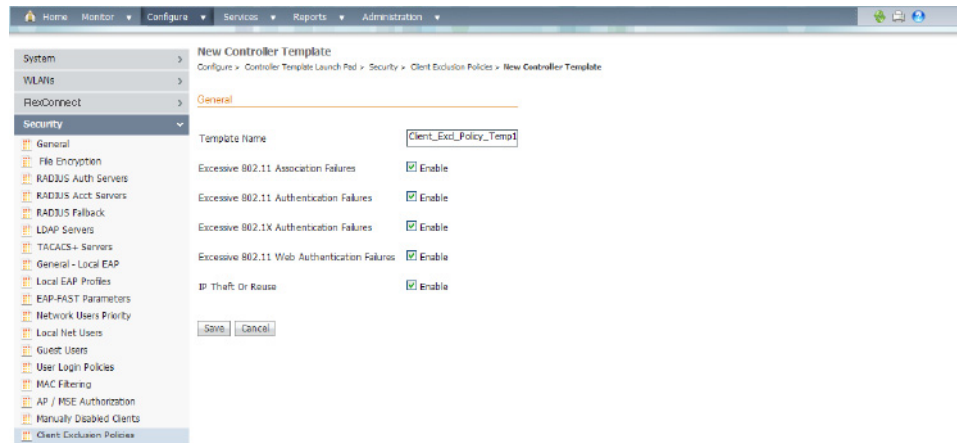 Home Monitor Configure Services Reports Administration
System
WLANs
FlexConnect
Security
General
File Encryption
RADIUS Auth Servers
RADIUS Acct Servers
RADIUS Fallback
LDAP Servers
TACACS+ Servers
General - Local EAP
Local EAP Profiles
EAP-FAST Parameters
Network Users Priority
Local Net Users
Guest Users
User Login Policies
MAC Filtering
AP / MSE Authorization
Manually Disabled Clients
Client Exclusion Policies
New Controller Template
Configure > Controller Template Launch Pad > Security > Client Exclusion Policies > New Controller Template
General
Template Name Client_Excl_Policy_Temp1
Excessive 802.11 Association Failures Enable
Excessive 802.11 Authentication Failures Enable
Excessive 802.1X Authentication Failures Enable
Excessive 802.11 Web Authentication Failures Enable
IP Theft Or Reuse Enable
Save Cancel